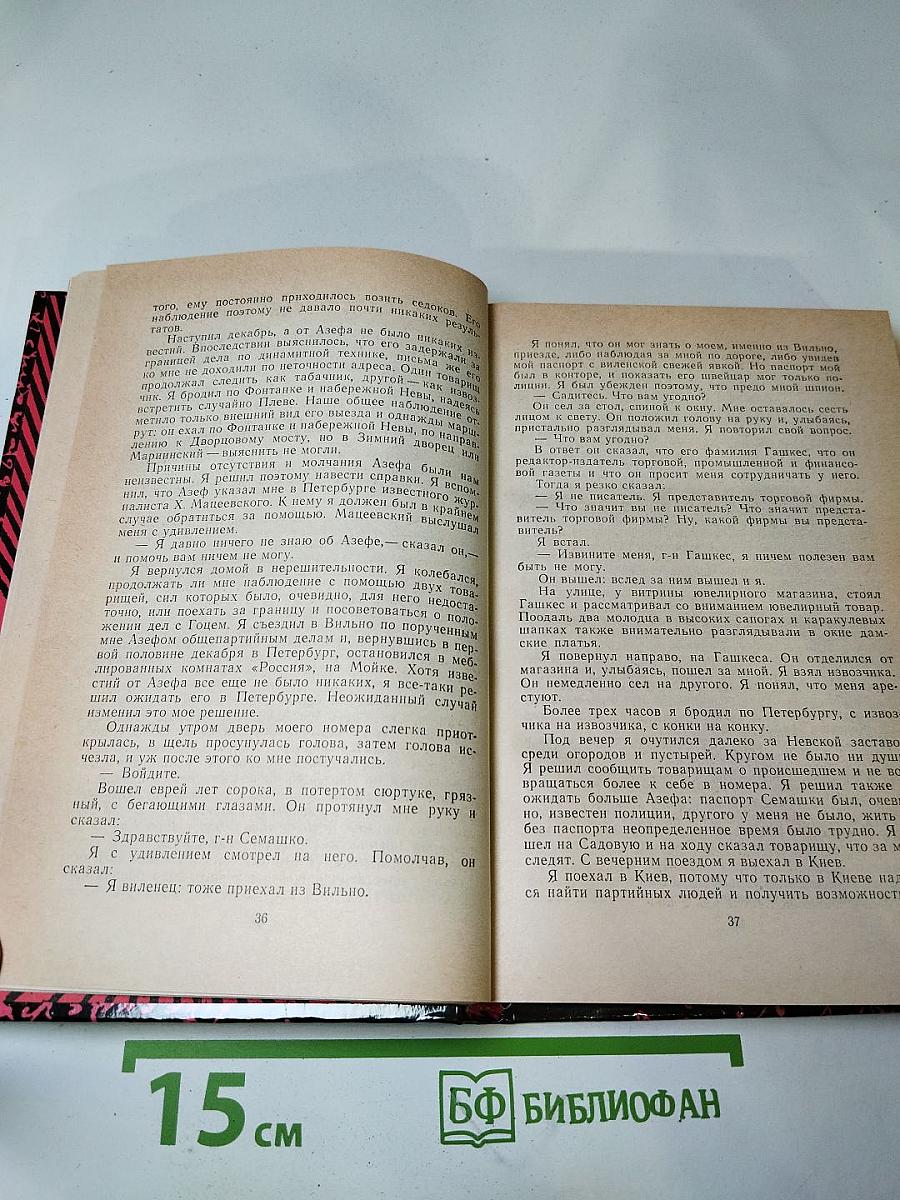 того, ему постоянно приходилось возить седоков. Его
наблюдение поэтому не давало почти никаких резуль-
татов.
Наступил декабрь, а от Азефа не было никаких из-
вестий. Впоследствии выяснилось, что его задержали за
границей дела по динамитной технике, письма же его
ко мне не доходили по неточности адреса. Один товарищ
продолжал следить как табачник, другой — как извоз-
чик. Я бродил по Фонтанке и набережной Невы, надеясь
встретить случайно Плеве. Наше общее наблюдение от-
метило только внешний вид его выезда и однажды марш-
рут: он ехал по Фонтанке и набережной Невы, по направ-
лению к Дворцовому мосту, но в Зимний дворец или
Мариинский — выяснить не могли.
Причины отсутствия и молчания Азефа были нам
неизвестны. Я решил поэтому навести справки. Я вспом-
нил, что Азеф указал мне в Петербурге известного жур-
налиста Х. Мацеевского. К нему я должен был в крайнем
случае обратиться за помощью. Мацеевский выслушал
меня с удивлением.
— Я давно ничего не знаю об Азефе,— сказал он,—
и помочь вам ничем не могу.
Я вернулся домой в нерешительности. Я колебался,
продолжать ли мне наблюдение с помощью двух това-
рищей, сил которых было, очевидно, для него недоста-
точно, или поехать за границу и посоветоваться о поло-
жении дел с Гоцем. Я съездил в Вильно по порученным
мне Азефом общепартийным делам и, вернувшись в пер-
вой половине декабря в Петербург, остановился в меб-
лированных комнатах «Россия», на Мойке. Хотя изве-
стий от Азефа все еще не было никаких, я все-таки ре-
шил ожидать его в Петербурге. Неожиданный случай
изменил это мое решение.
Однажды утром дверь моего номера слегка приот-
крылась, в щель просунулась голова, затем голова ис-
чезла, и уж после этого ко мне постучались.
— Войдите.
Вошел еврей лет сорока, в потертом сюртуке, гряз-
ный, с бегающими глазами. Он протянул мне руку и
сказал:
— Здравствуйте, г-н Семашко.
Я с удивлением смотрел на него. Помолчав, он
сказал:
— Я виленец: тоже приехал из Вильно.
36
Я понял, что он мог знать о моем, именно из Вильно,
приезде, либо наблюдая за мной по дороге, либо увидев
мой паспорт с виленской свежей явкой. Но паспорт мой
был в конторе, и показать его швейцар мог только по-
лиции. Я был убежден поэтому, что предо мной шпион.
— Садитесь. Что вам угодно?
Он сел за стол, спиной к окну. Мне оставалось сесть
лицом к свету. Он положил голову на руку и, улыбаясь,
пристально разглядывал меня. Я повторил свой вопрос.
— Что вам угодно?
В ответ он сказал, что его фамилия Гашкес, что он
редактор-издатель торговой, промышленной и финансо-
вой газеты и что он просит меня сотрудничать у него.
Тогда я резко сказал.
— Я не писатель. Я представитель торговой фирмы.
— Что значит вы не писатель? Что значит предста-
витель торговой фирмы? Ну, какой фирмы вы предста-
витель?
Я встал.
— Извините меня, г-н Гашкес, я ничем полезен вам
быть не могу.
Он вышел: вслед за ним вышел и я.
На улице, у витрины ювелирного магазина, стоял
Гашкес и рассматривал со вниманием ювелирный товар.
Поодаль два молодца в высоких сапогах и каракулевых
шапках также внимательно разглядывали в окне дам-
ские платья.
Я повернул направо, на Гашкеса. Он отделился от
магазина и, улыбаясь, пошел за мной. Я взял извозчика.
Он немедленно сел на другого. Я понял, что меня аре-
стуют.
Более трех часов я бродил по Петербургу, с извоз
чика на извозчика, с конки на конку.
Под вечер я очутился далеко за Невской заставо
среди огородов и пустырей. Кругом не было ни душ
Я решил сообщить товарищам о происшедшем и не во
вращаться более к себе в номера. Я решил также
ожидать больше Азефа: паспорт Семашки был, очев
но, известен полиции, другого у меня не было, жить
без паспорта неопределенное время было трудно. Я
шел на Садовую и на ходу сказал товарищу, что за м
следят. С вечерним поездом я выехал в Киев.
Я поехал в Киев, потому что только в Киеве над
ся найти партийных людей и получить возможност
37
15 см
БФ БИБЛИОФАН